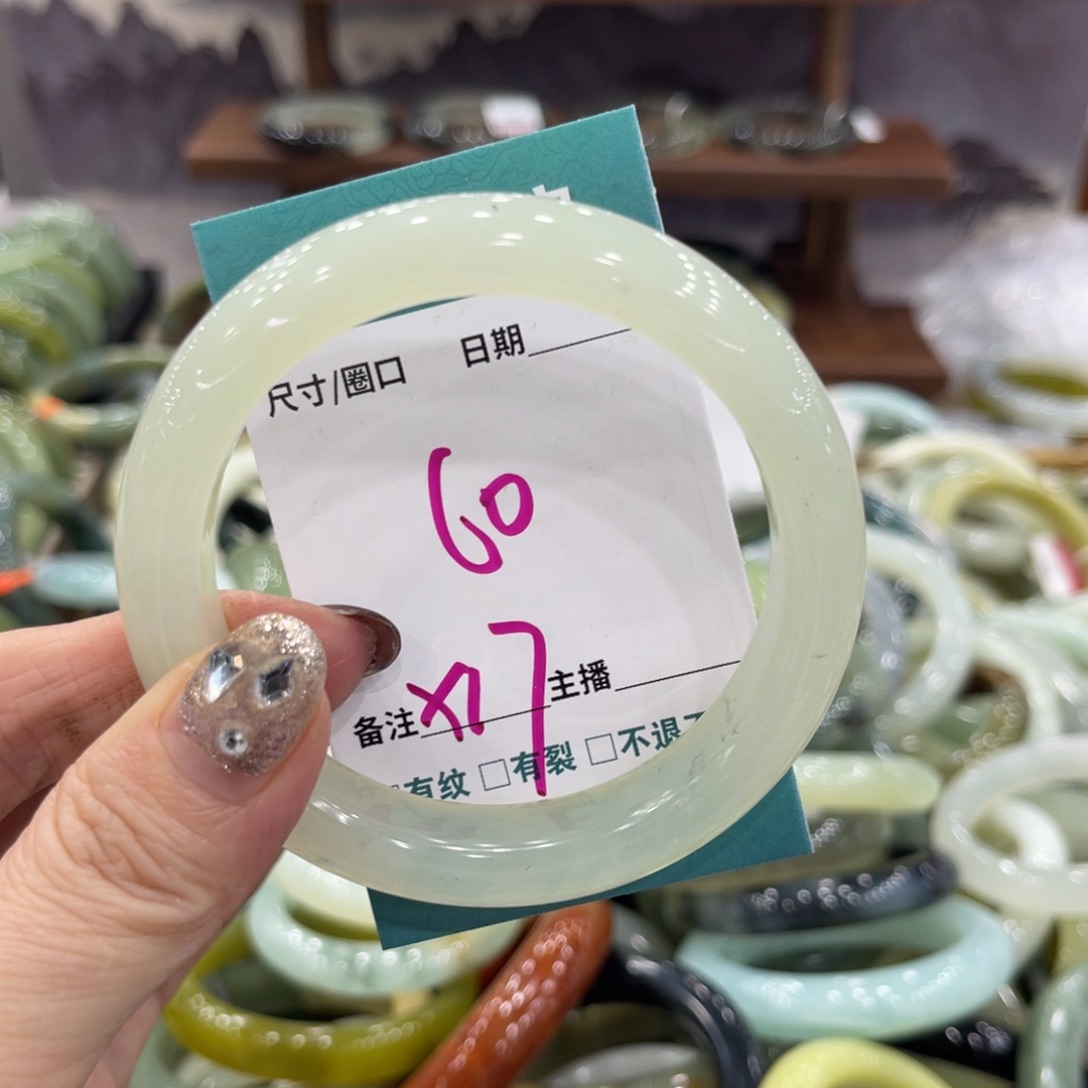 尺寸/圈口 日期
60
备注 主播
有纹 □有裂 □不退